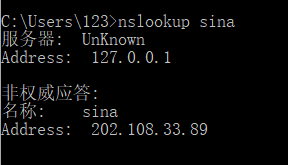 C:\Users\123>nslookup sina
服务器:  UnKnown
Address:  127.0.0.1
非权威应答:
名称:    sina
Address:  202.108.33.89